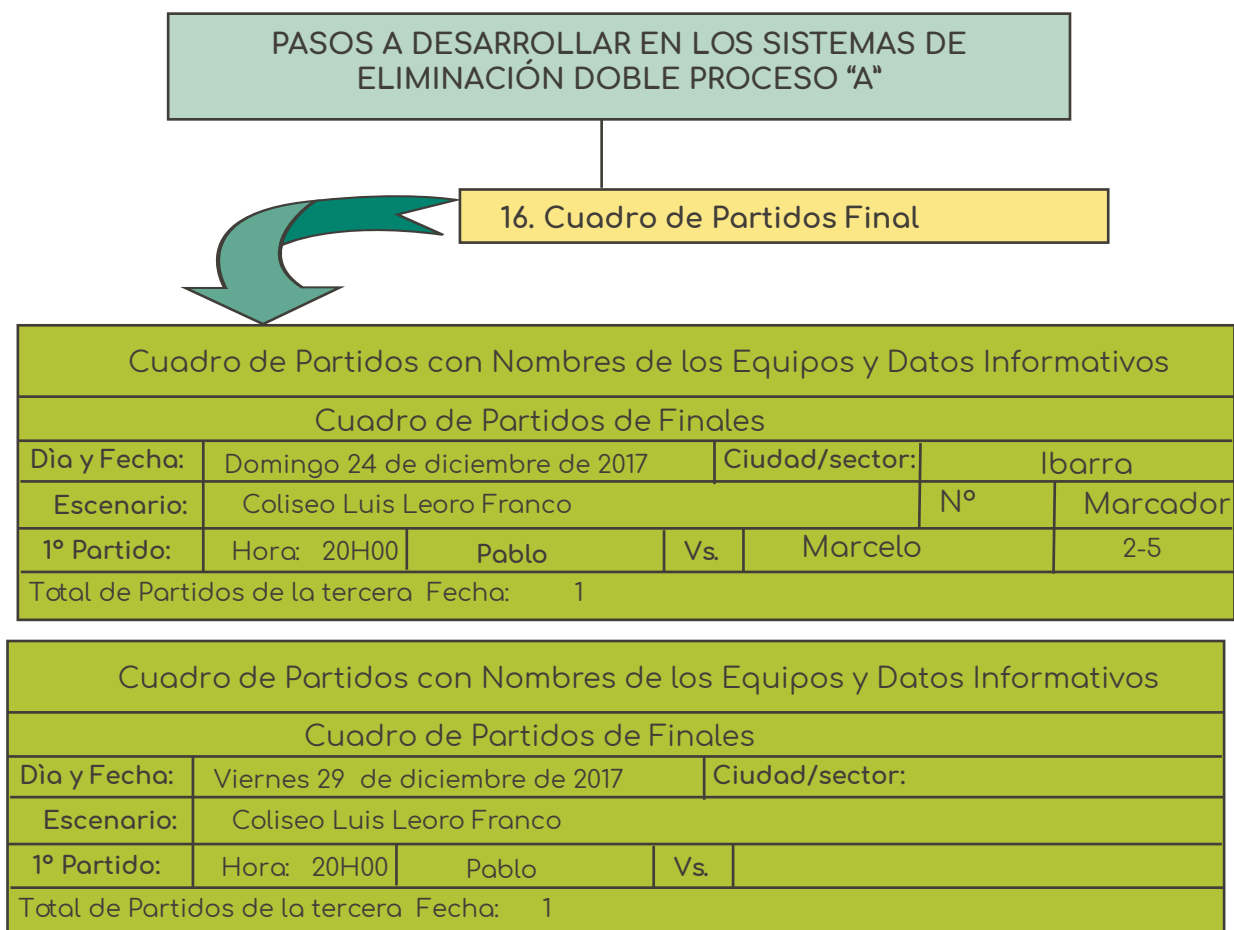 PASOS A DESARROLLAR EN LOS SISTEMAS DE
ELIMINACIÓN DOBLE PROCESO “A”
16. Cuadro de Partidos Final
Cuadro de Partidos con Nombres de los Equipos y Datos Informativos
Cuadro de Partidos de Finales
Dìa y Fecha: Domingo 24 de diciembre de 2017 Ciudad/sector: Ibarra
Escenario: Coliseo Luis Leoro Franco Nº Marcador
1º Partido: Hora: 20H00 Pablo Vs. Marcelo 2-5
Total de Partidos de la tercera Fecha: 1
Cuadro de Partidos con Nombres de los Equipos y Datos Informativos
Cuadro de Partidos de Finales
Dìa y Fecha: Viernes 29 de diciembre de 2017 Ciudad/sector:
Escenario: Coliseo Luis Leoro Franco
1º Partido: Hora: 20H00 Pablo Vs.
Total de Partidos de la tercera Fecha: 1